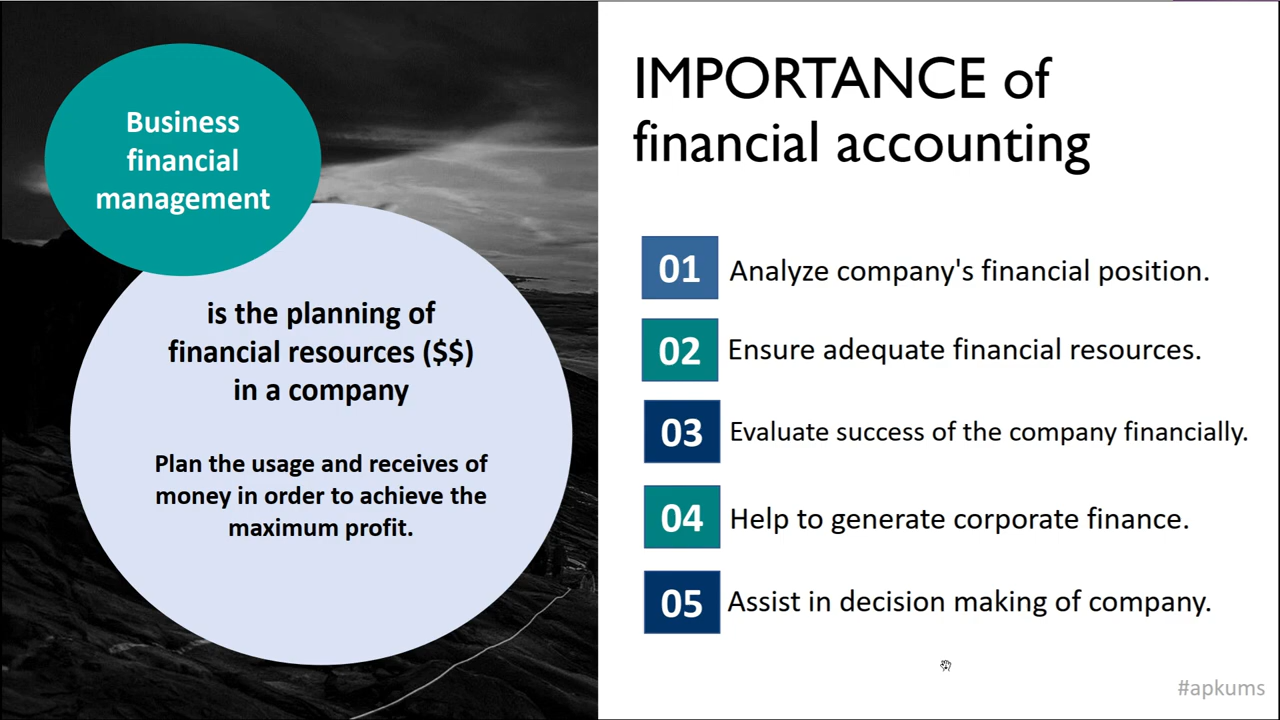 Business
financial
management
is the planning of
financial resources ($$)
in a company
Plan the usage and receives of
money in order to achieve the
maximum profit.
IMPORTANCE of
financial accounting
01 Analyze company's financial position.
02 Ensure adequate financial resources.
03 Evaluate success of the company financially.
04 Help to generate corporate finance.
05 Assist in decision making of company.
#apkums